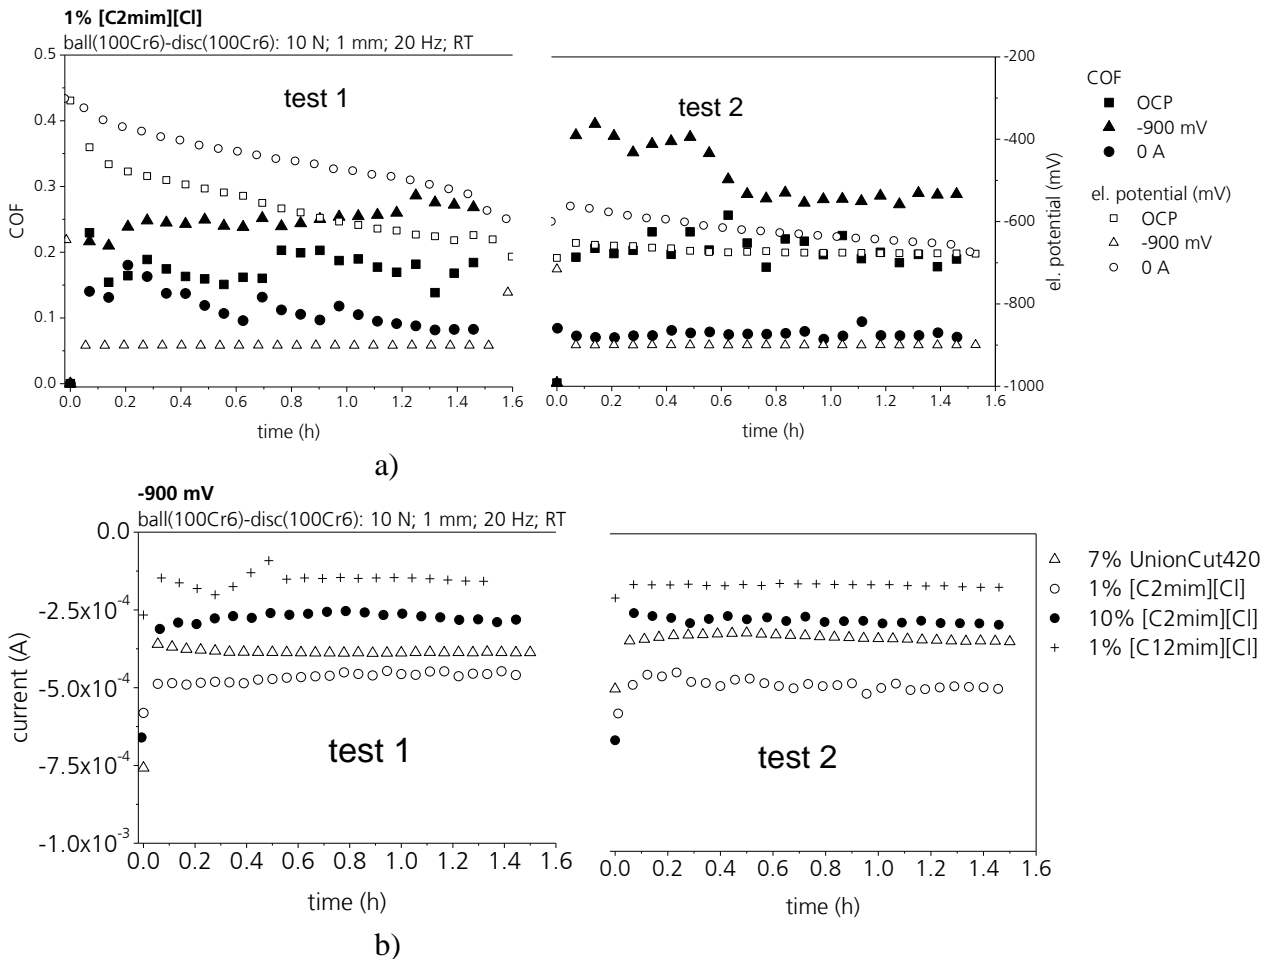 1% [C2mim][Cl]
ball(100Cr6)-disc(100Cr6): 10 N; 1 mm; 20 Hz; RT
0.5
0.4
0.3
0.2
0.1
0.0
COF
test 1
0.0 0.2 0.4 0.6 0.8 1.0 1.2 1.4 1.6
time (h)
test 2
0.0 0.2 0.4 0.6 0.8 1.0 1.2 1.4 1.6
time (h)
-200
-400
-600
-800
-1000
el. potential (mV)
COF
OCP
-900 mV
0 A
el. potential (mV)
OCP
-900 mV
0 A
a)
-900 mV
ball(100Cr6)-disc(100Cr6): 10 N; 1 mm; 20 Hz; RT
0.0
-2.5x10⁻⁴
-5.0x10⁻⁴
-7.5x10⁻⁴
-1.0x10⁻³
current (A)
test 1
0.0 0.2 0.4 0.6 0.8 1.0 1.2 1.4 1.6
time (h)
test 2
0.0 0.2 0.4 0.6 0.8 1.0 1.2 1.4 1.6
time (h)
7% UnionCut420
1% [C2mim][Cl]
10% [C2mim][Cl]
1% [C12mim][Cl]
b)